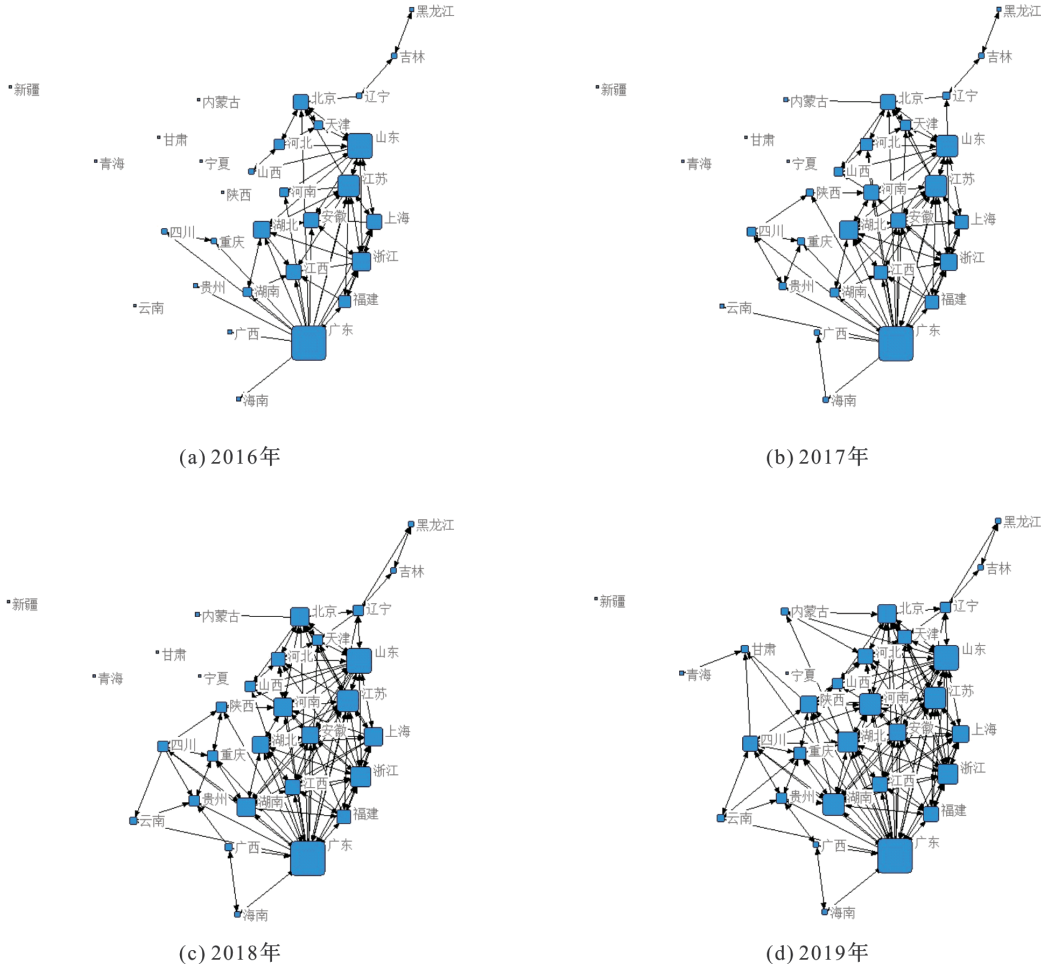 黑龙江
吉林
新疆
内蒙古
北京
辽宁
天津
甘肃
河北
山东
青海
宁夏
山西
江苏
陕西
河南
四川
重庆
湖北
安徽
上海
浙江
江西
贵州
湖南
福建
云南
广西
广东
海南
(a) 2016年
黑龙江
吉林
新疆
内蒙古
北京
辽宁
天津
甘肃
河北
山东
青海
宁夏
山西
江苏
陕西
河南
四川
重庆
湖北
安徽
上海
浙江
江西
贵州
湖南
福建
云南
广西
广东
海南
(b) 2017年
黑龙江
吉林
新疆
内蒙古
北京
辽宁
天津
甘肃
河北
山东
青海
宁夏
山西
江苏
陕西
河南
四川
重庆
湖北
安徽
上海
浙江
江西
贵州
湖南
福建
云南
广西
广东
海南
(c) 2018年
黑龙江
吉林
新疆
内蒙古
北京
辽宁
天津
甘肃
河北
山东
青海
宁夏
山西
江苏
陕西
河南
四川
重庆
湖北
安徽
上海
浙江
江西
贵州
湖南
福建
云南
广西
广东
海南
(d) 2019年